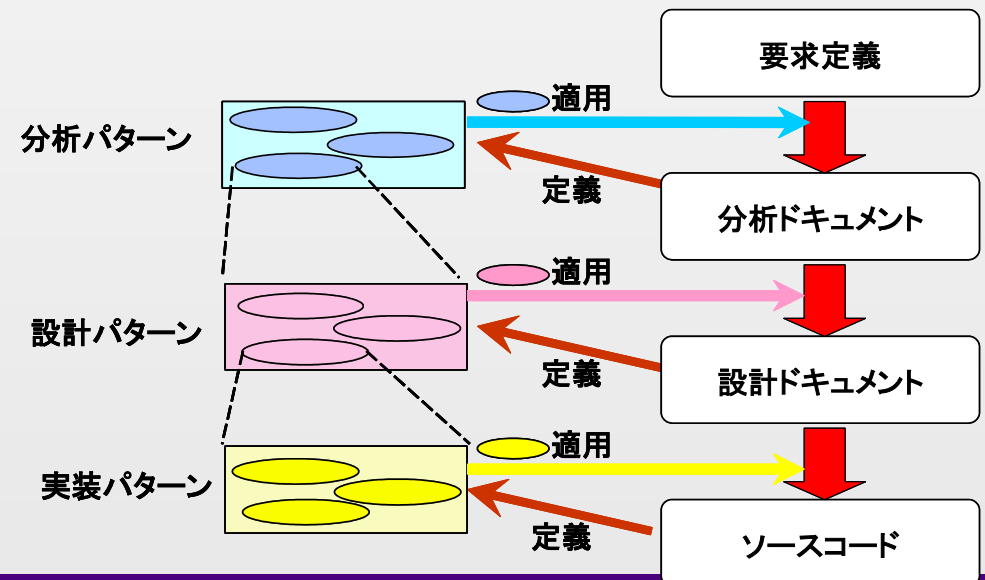 要求定義
適用
分析パターン
定義
分析ドキュメント
適用
設計パターン
定義
設計ドキュメント
適用
実装パターン
定義
ソースコード